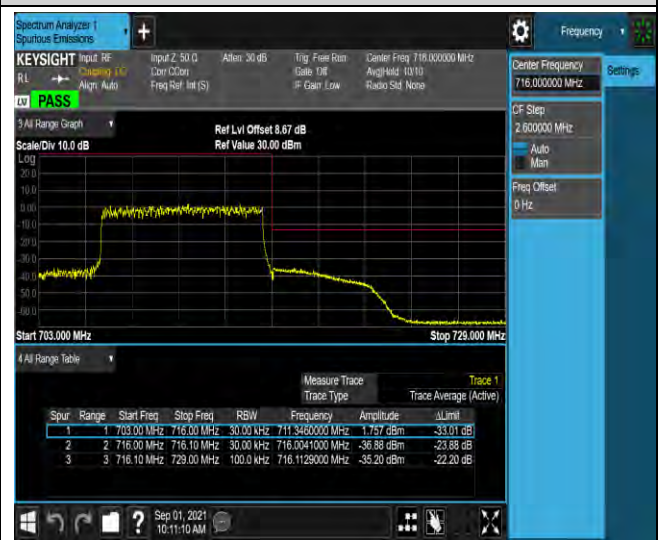 Spectrum Analyzer 1
Spurious Emissions
+
Frequency
KEYSIGHT Input: RF
RL
Coupling: DC
Align: Auto
Input Z: 50 Ω
Corr CCorr
Freq Ref: Int (S)
Atten: 30 dB
Trig: Free Run
Gate: Off
IF Gain: Low
Center Freq: 716.000000 MHz
Avg|Hold: 10/10
Radio Std: None
LV PASS
3 All Range Graph
Scale/Div 10.0 dB
Ref Lvl Offset 8.67 dB
Ref Value 30.00 dBm
Log
20.0
10.0
0.00
-10.0
-20.0
-30.0
-40.0
-50.0
-60.0
Start 703.000 MHz
Stop 729.000 MHz
4 All Range Table
Measure Trace Trace 1
Trace Type Trace Average (Active)
Spur Range Start Freq Stop Freq RBW Frequency Amplitude ΔLimit
1 1 703.00 MHz 716.00 MHz 30.00 kHz 711.3460000 MHz 1.757 dBm -33.01 dB
2 2 716.00 MHz 716.10 MHz 30.00 kHz 716.0041000 MHz -36.88 dBm -23.88 dB
3 3 716.10 MHz 729.00 MHz 100.0 kHz 716.1129000 MHz -35.20 dBm -22.20 dB
Center Frequency
716.000000 MHz
Settings
CF Step
2.600000 MHz
Auto
Man
Freq Offset
0 Hz
?
Sep 01, 2021
10:11:10 AM